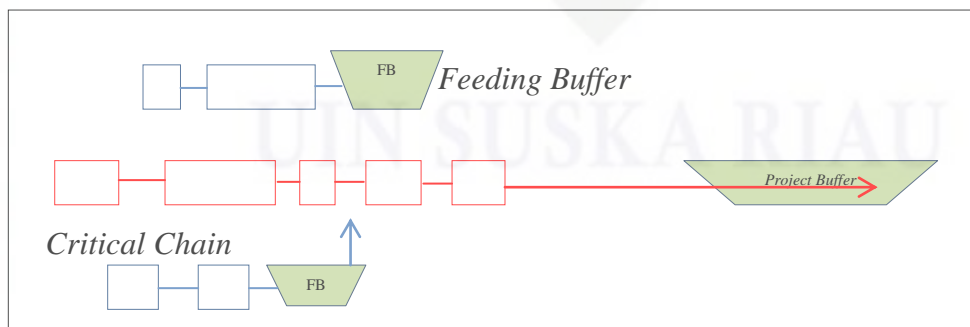 FB
Feeding Buffer
UIN SUSKA RIAU
Project Buffer
Critical Chain
FB